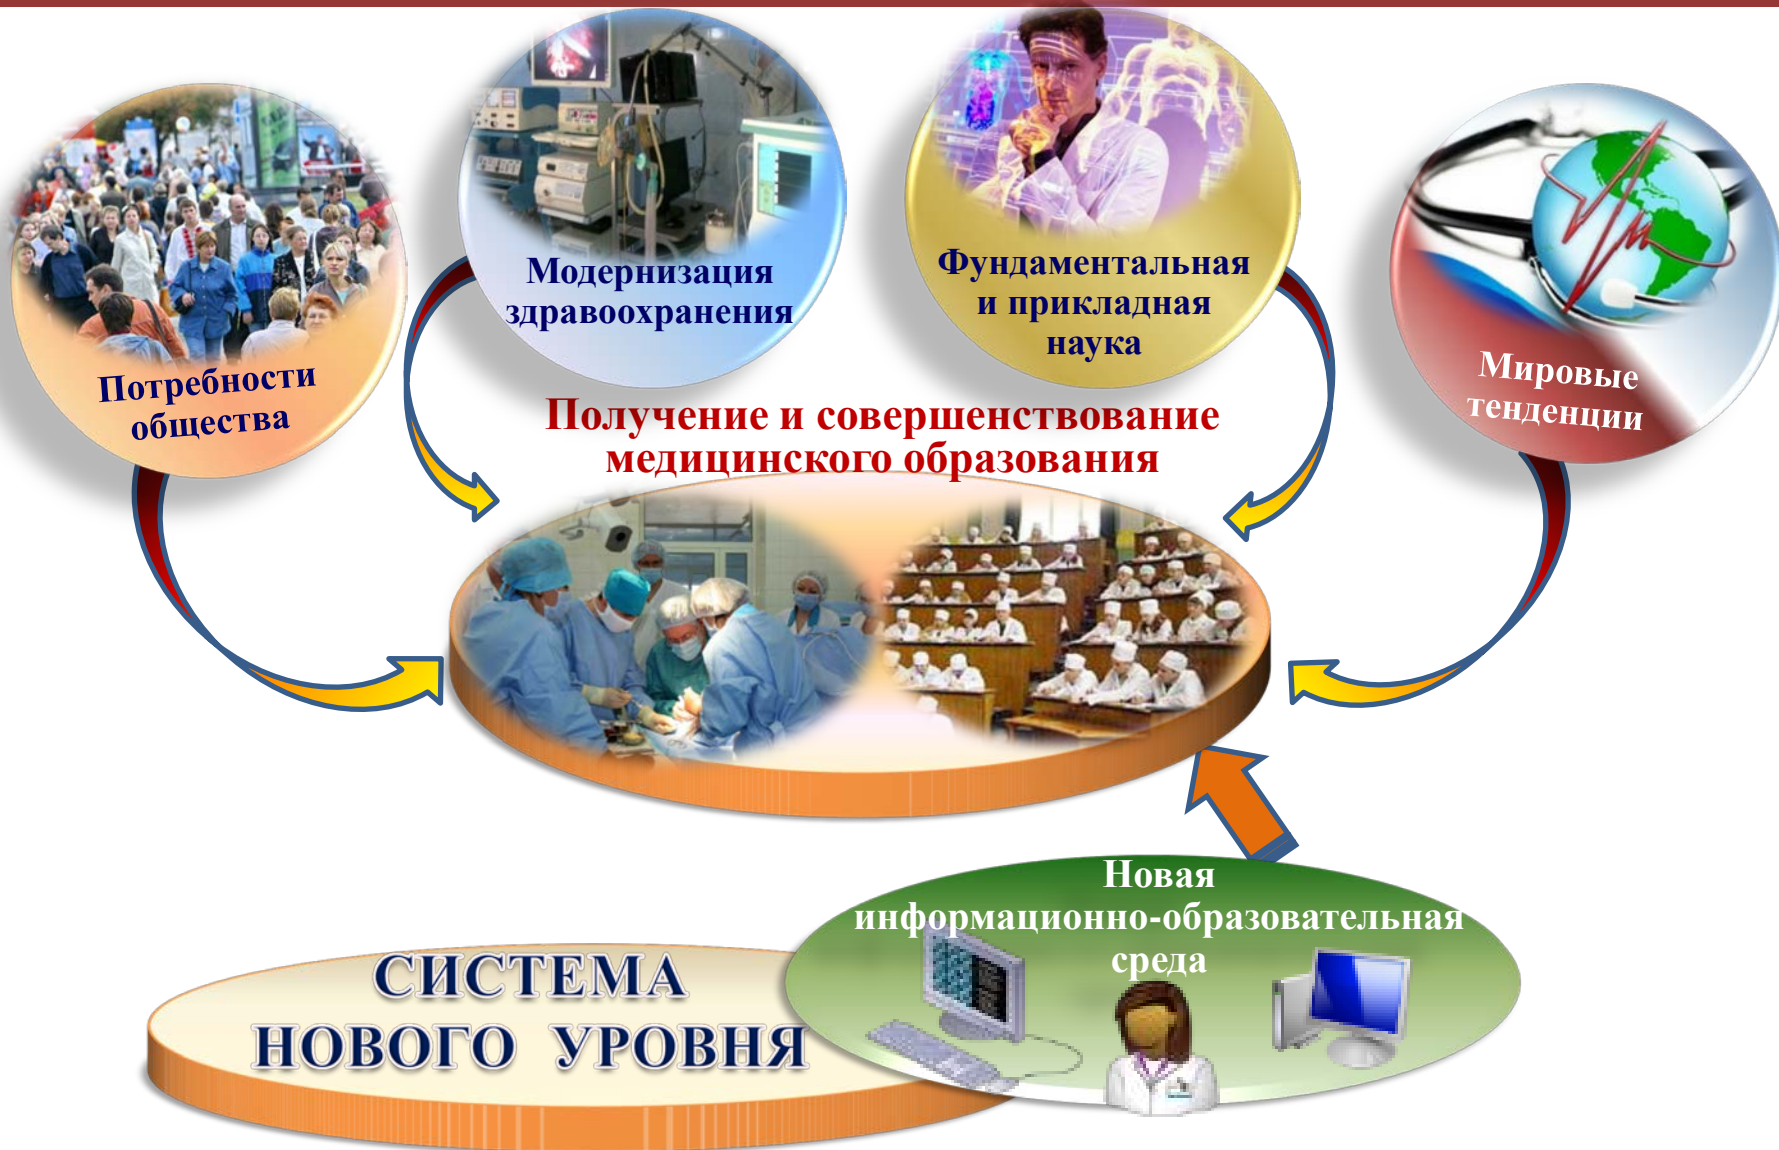 Потребности
общества
Модернизация
здравоохранения
Фундаментальная
и прикладная
наука
Мировые
тенденции
Получение и совершенствование
медицинского образования
Новая
информационно-образовательная
среда
СИСТЕМА
НОВОГО УРОВНЯ